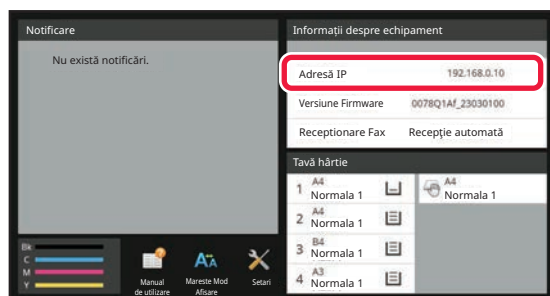 Notificare
Nu există notificări.
Informații despre echipament
Adresă IP 192.168.0.10
Versiune Firmware 0078Q1Af_23030100
Receptionare Fax Recepţie automată
Tavă hârtie
1 A4 Normala 1
A4 Normala 1
2 A4 Normala 1
3 B4 Normala 1
4 A3 Normala 1
Bk
C
M
Y
Manual
de utilizare
Mareste Mod
Afisare
Setari